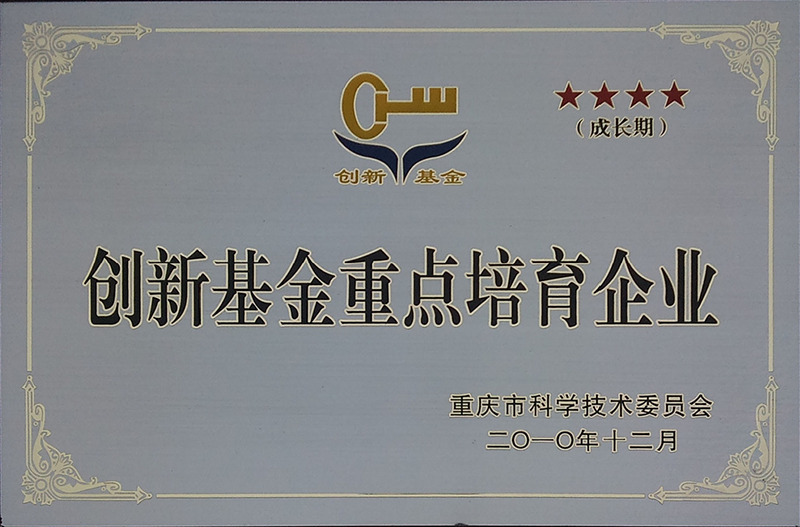 ★★★★
(成长期)
创新 基金
创新基金重点培育企业
重庆市科学技术委员会
二〇一〇年十二月